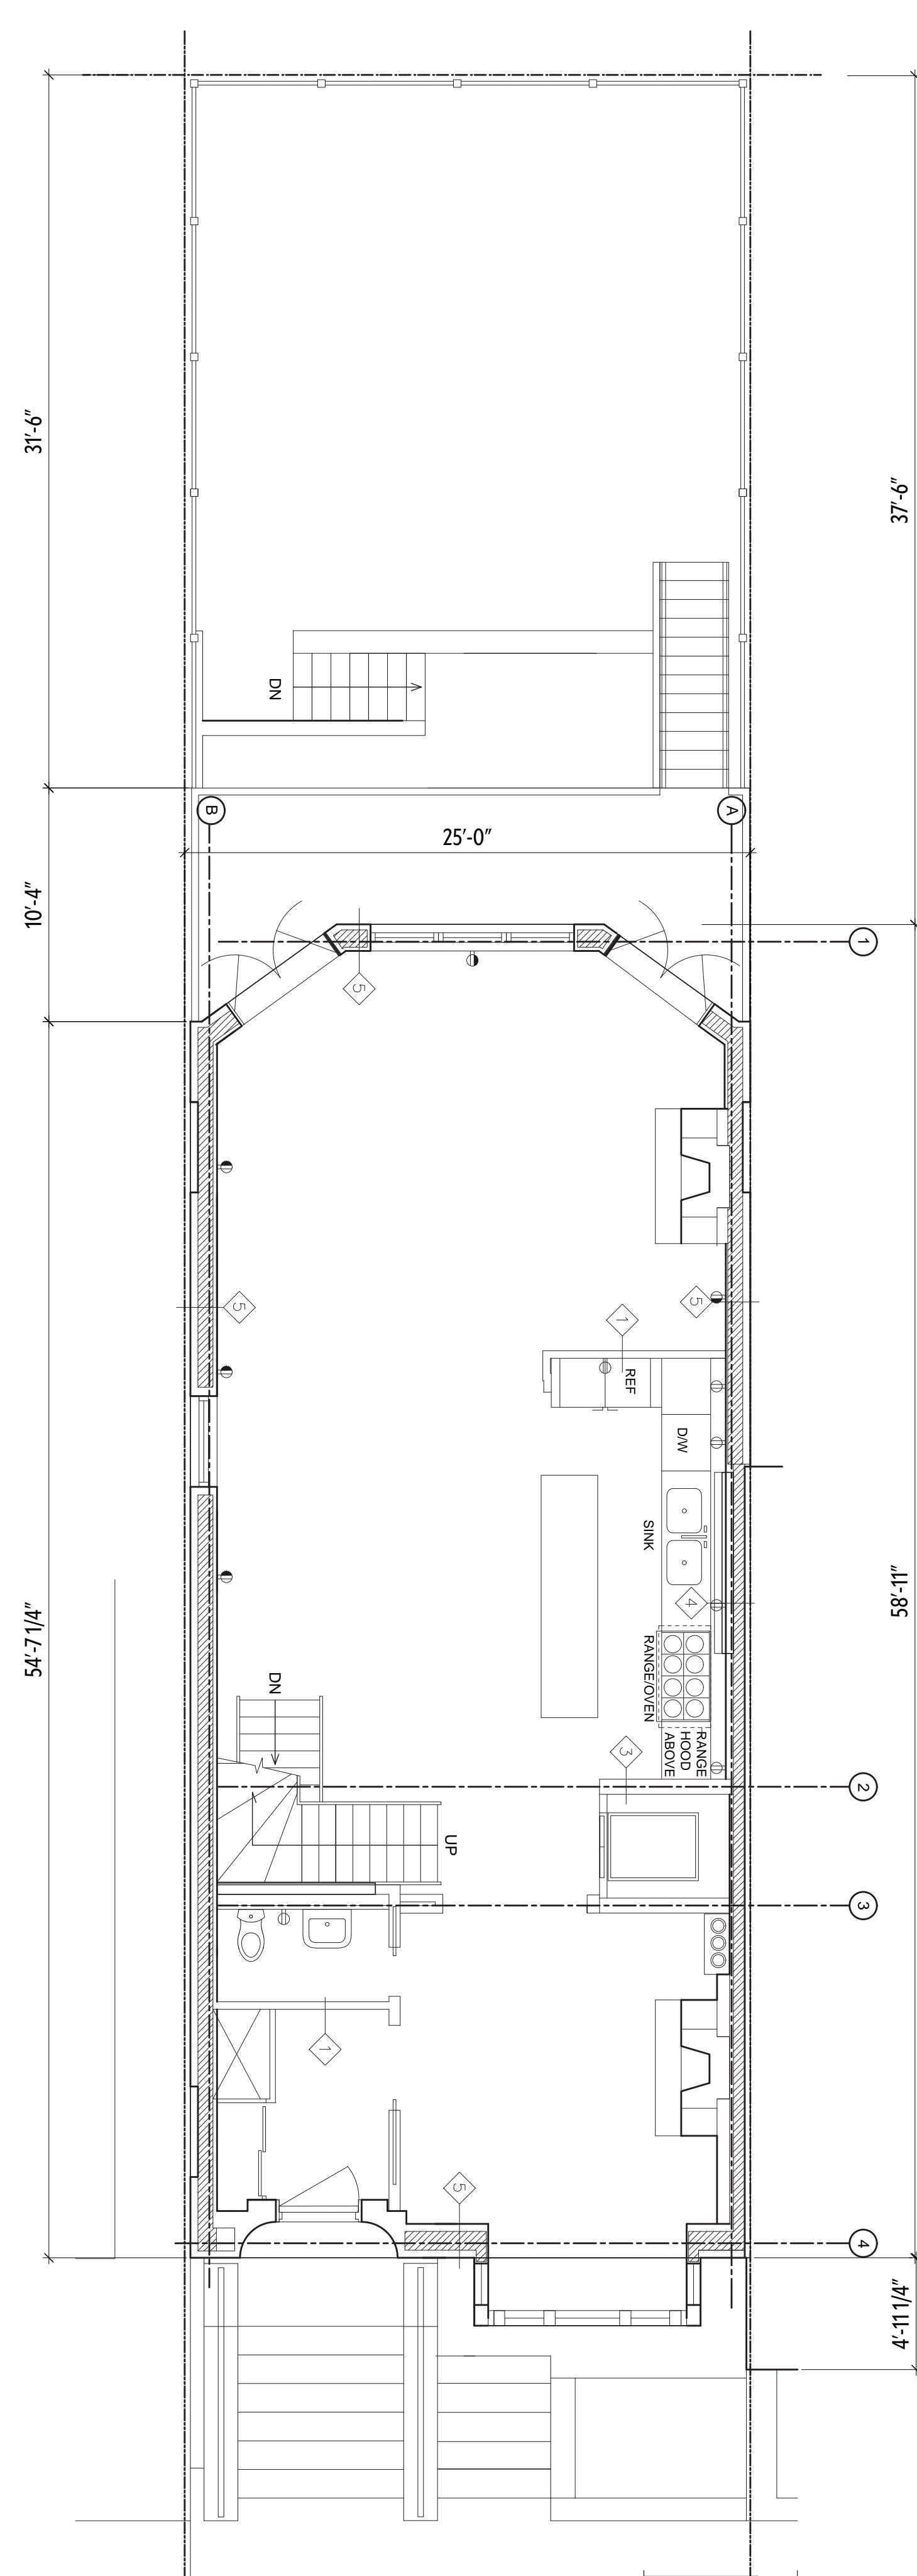 31'-6"
37'-6"
DN
B
A
25'-0"
10'-4"
1
5
5
5
1
REF
D/W
SINK
4
58'-11"
54'-7 1/4"
RANGE/OVEN
DN
RANGE
HOOD
ABOVE
3
2
UP
3
1
5
4
4'-11 1/4"